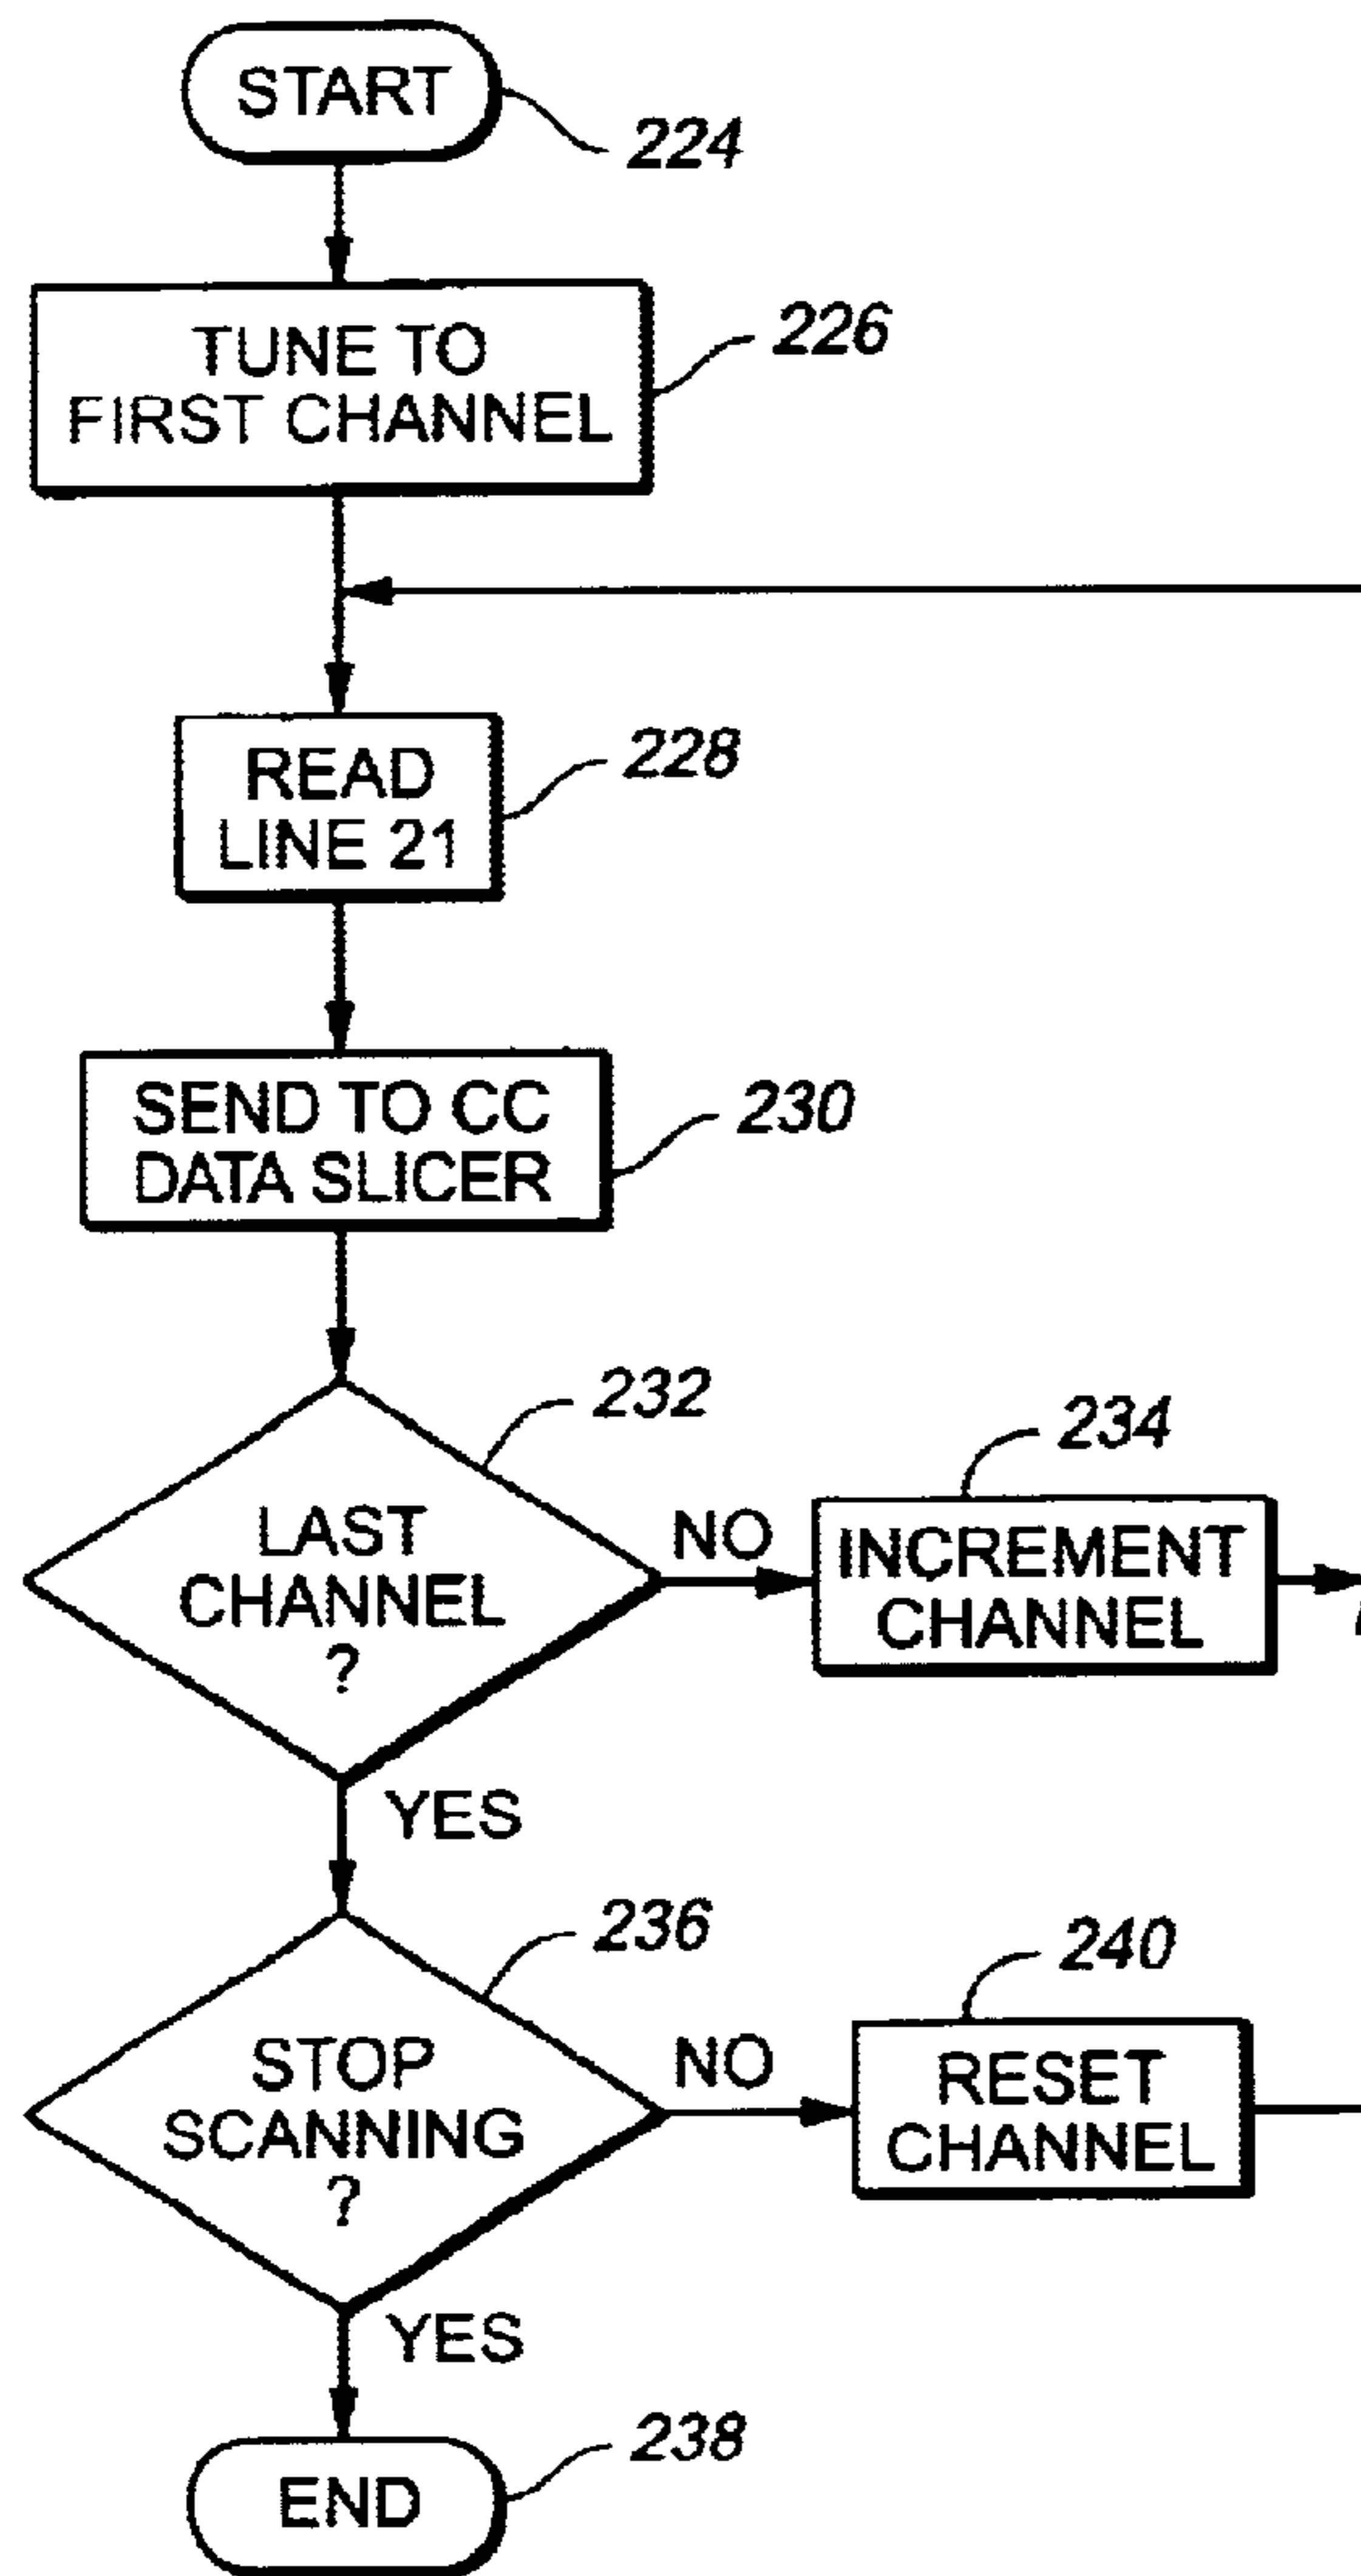 START
224
TUNE TO
FIRST CHANNEL
226
READ
LINE 21
228
SEND TO CC
DATA SLICER
230
LAST
CHANNEL
?
232
NO
INCREMENT
CHANNEL
234
YES
STOP
SCANNING
?
236
NO
RESET
CHANNEL
240
YES
END
238